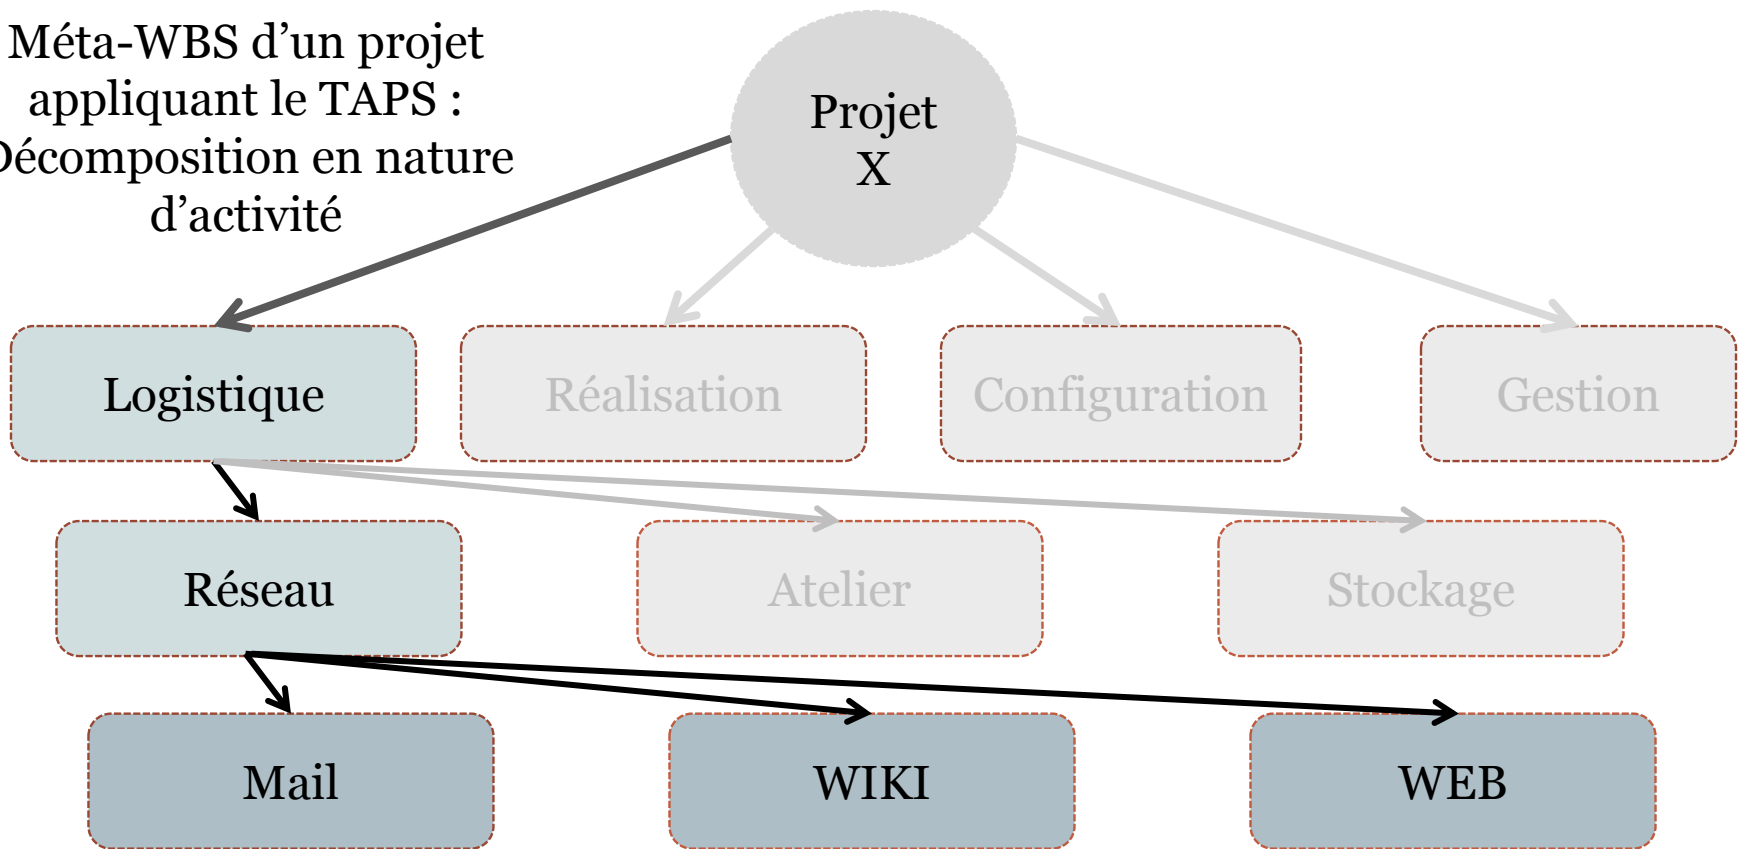 Méta-WBS d’un projet
appliquant le TAPS :
Décomposition en nature
d’activité
Projet
X
Logistique
Réalisation
Configuration
Gestion
Réseau
Atelier
Stockage
Mail
WIKI
WEB